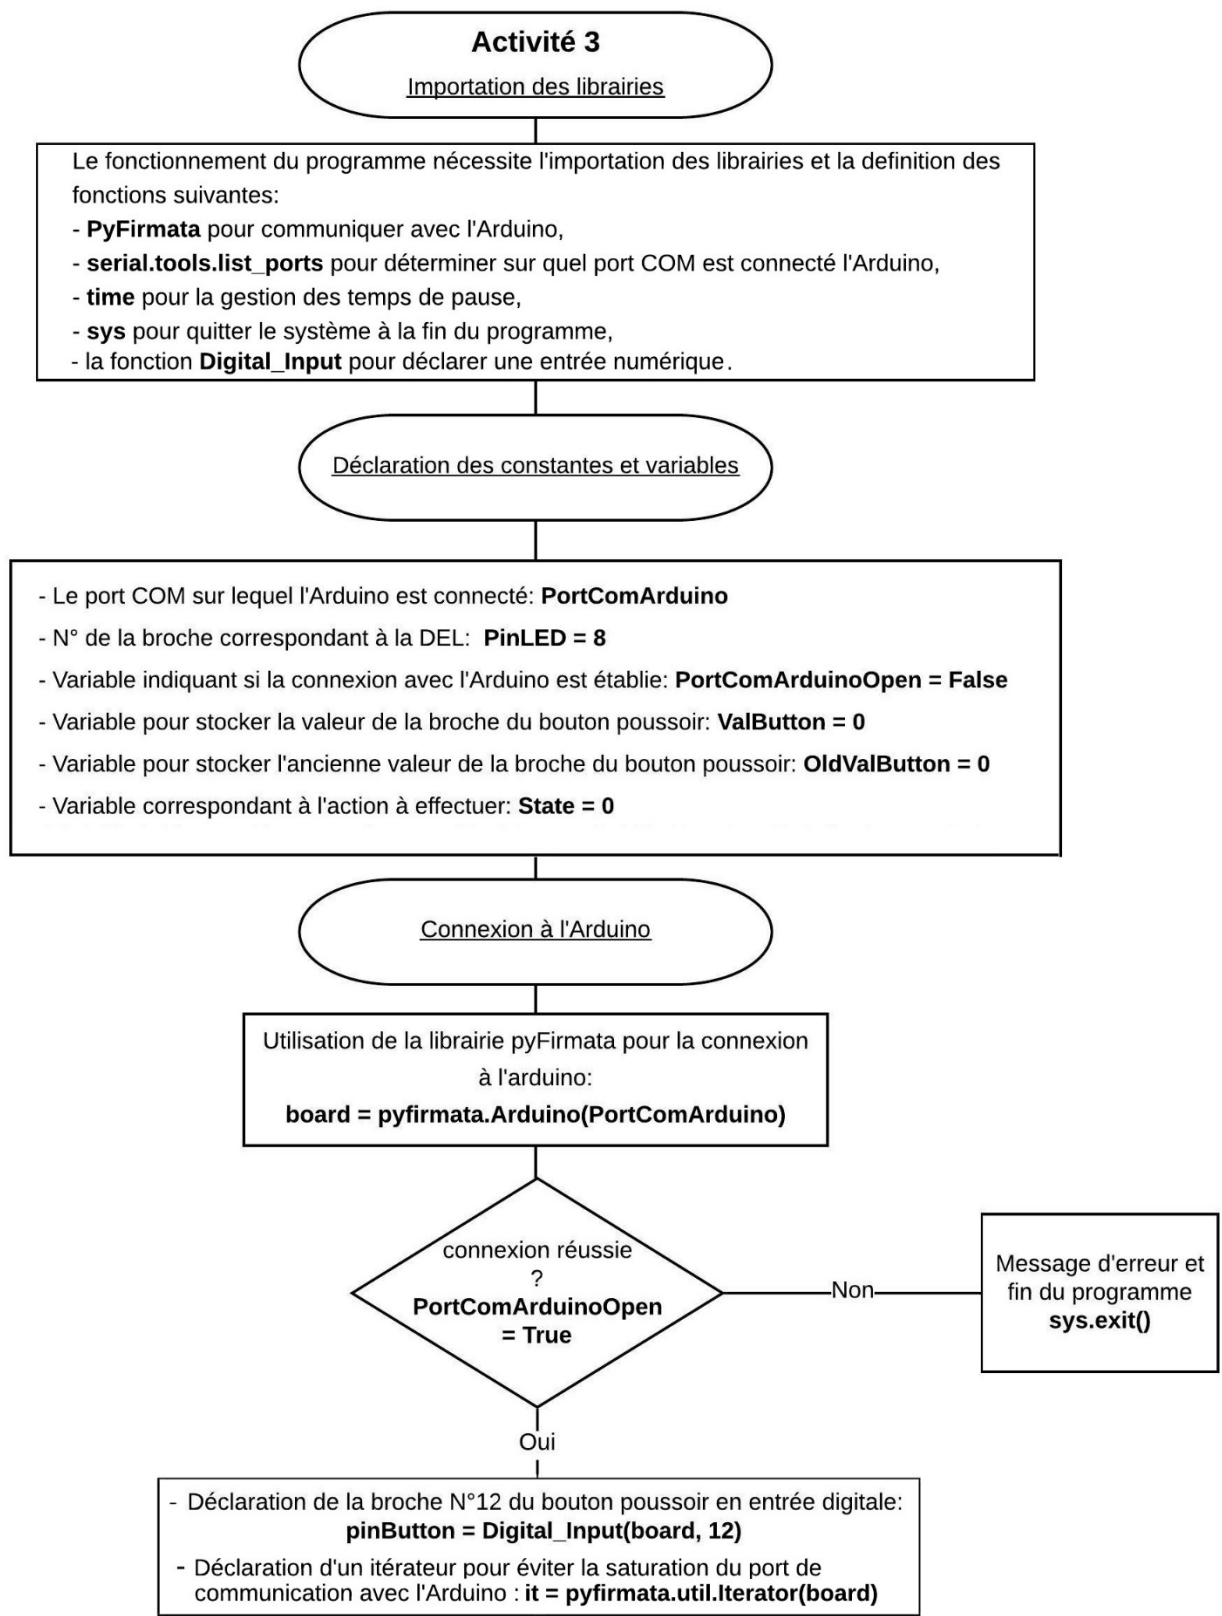 Activité 3
Importation des librairies
Le fonctionnement du programme nécessite l'importation des librairies et la definition des
fonctions suivantes:
- PyFirmata pour communiquer avec l'Arduino,
- serial.tools.list_ports pour déterminer sur quel port COM est connecté l'Arduino,
- time pour la gestion des temps de pause,
- sys pour quitter le système à la fin du programme,
- la fonction Digital_Input pour déclarer une entrée numérique.
Déclaration des constantes et variables
- Le port COM sur lequel l'Arduino est connecté: PortComArduino
- N° de la broche correspondant à la DEL: PinLED = 8
- Variable indiquant si la connexion avec l'Arduino est établie: PortComArduinoOpen = False
- Variable pour stocker la valeur de la broche du bouton poussoir: ValButton = 0
- Variable pour stocker l'ancienne valeur de la broche du bouton poussoir: OldValButton = 0
- Variable correspondant à l'action à effectuer: State = 0
Connexion à l'Arduino
Utilisation de la librairie pyFirmata pour la connexion
à l'arduino:
board = pyfirmata.Arduino(PortComArduino)
connexion réussie
?
PortComArduinoOpen
= True
Non
Message d'erreur et
fin du programme
sys.exit()
Oui
- Déclaration de la broche N°12 du bouton poussoir en entrée digitale:
pinButton = Digital_Input(board, 12)
- Déclaration d'un itérateur pour éviter la saturation du port de
communication avec l'Arduino : it = pyfirmata.util.Iterator(board)